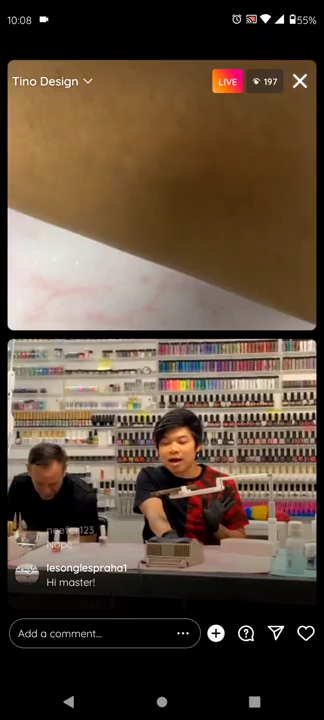 10:08
55%
Tino Design
LIVE
197
Nope
lesonglespraha1
Hi master!
Add a comment...